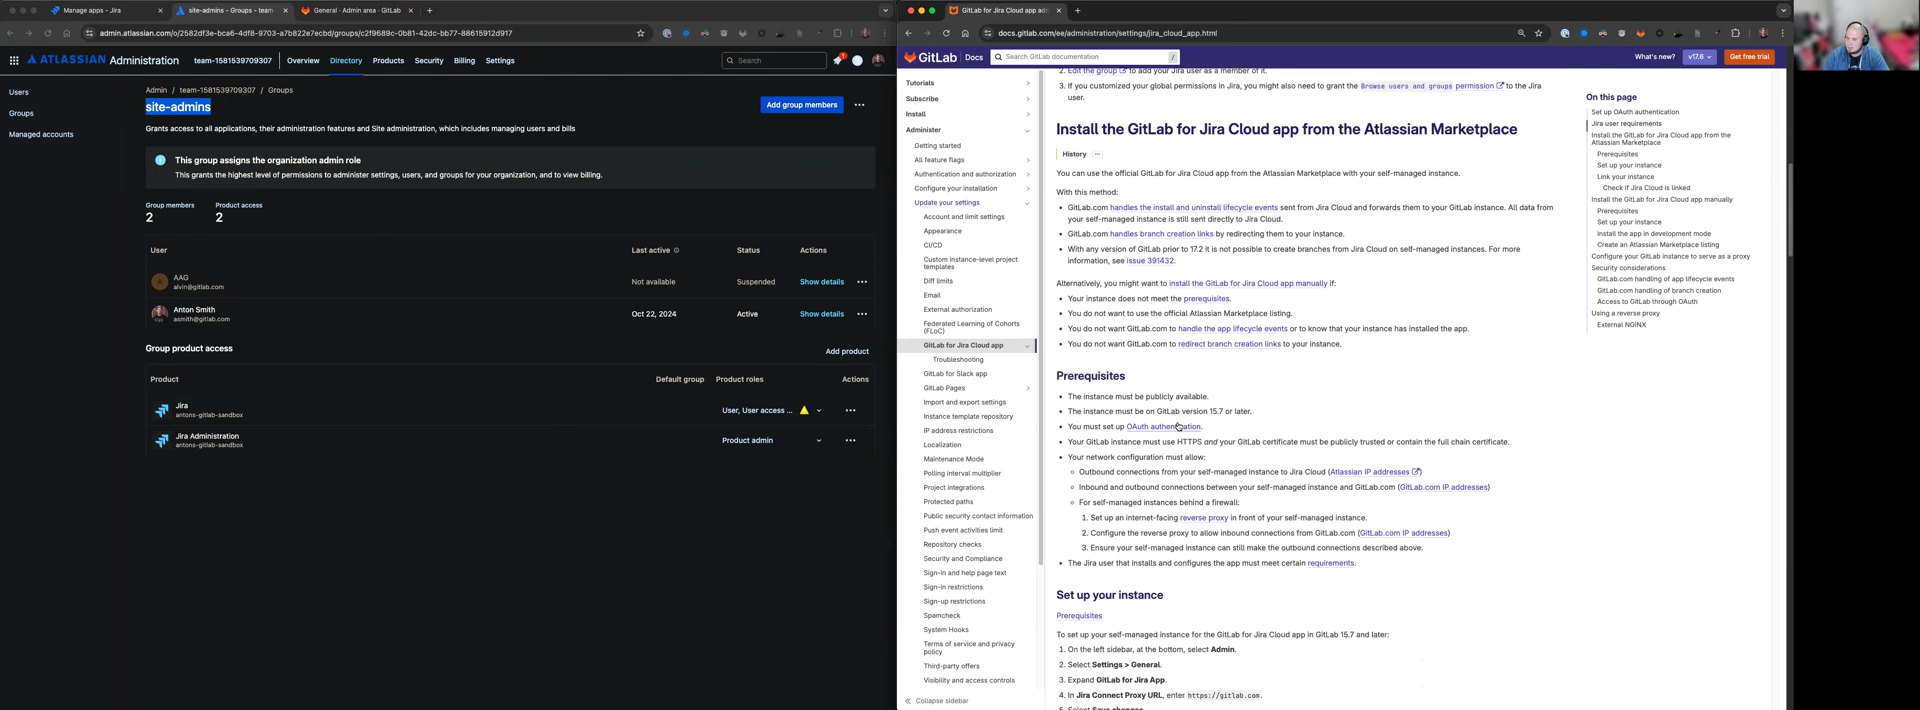 Manage apps - Jira
site-admins - Groups - team-
General · Admin area · GitLab
admin.atlassian.com/o/2582df3e-bca6-4df8-9703-a7b822e7ecbd/groups/c2f9689c-0b81-42dc-bb77-88615912d917
ATLASSIAN Administration
team-1581539709307
Overview
Directory
Products
Security
Billing
Settings
Search
Users
Groups
Managed accounts
Admin / team-1581539709307 / Groups
site-admins
Add group members
Grants access to all applications, their administration features and Site administration, which includes managing users and bills
This group assigns the organization admin role
This grants the highest level of permissions to administer settings, users, and groups for your organization, and to view billing.
Group members
Product access
2
2
User
Last active
Status
Actions
A
AAG
alvin@gitlab.com
Not available
Suspended
Show details
Anton Smith
asmith@gitlab.com
Oct 22, 2024
Active
Show details
Group product access
Add product
Product
Default group
Product roles
Actions
Jira
antons-gitlab-sandbox
User, User access ...
Jira Administration
antons-gitlab-sandbox
Product admin
GitLab for Jira Cloud app adm
docs.gitlab.com/ee/administration/settings/jira_cloud_app.html
GitLab
Docs
Search GitLab documentation
/
What's new?
v17.6
Get free trial
Tutorials
Subscribe
Install
Administer
Getting started
All feature flags
Authentication and authorization
Configure your installation
Update your settings
Account and limit settings
Appearance
CI/CD
Custom instance-level project
templates
Diff limits
Email
External authorization
Federated Learning of Cohorts
(FLoC)
GitLab for Jira Cloud app
Troubleshooting
GitLab for Slack app
GitLab Pages
Import and export settings
Instance template repository
IP address restrictions
Localization
Maintenance Mode
Polling interval multiplier
Project integrations
Protected paths
Public security contact information
Push event activities limit
Repository checks
Security and Compliance
Sign-in and help page text
Sign-in restrictions
Sign-up restrictions
Spamcheck
System Hooks
Terms of service and privacy
policy
Third-party offers
Visibility and access controls
Collapse sidebar
2. Edit the group to add your Jira user as a member of it.
3. If you customized your global permissions in Jira, you might also need to grant the Browse users and groups permission to the Jira
user.
Install the GitLab for Jira Cloud app from the Atlassian Marketplace
History
You can use the official GitLab for Jira Cloud app from the Atlassian Marketplace with your self-managed instance.
With this method:
• GitLab.com handles the install and uninstall lifecycle events sent from Jira Cloud and forwards them to your GitLab instance. All data from
your self-managed instance is still sent directly to Jira Cloud.
• GitLab.com handles branch creation links by redirecting them to your instance.
• With any version of GitLab prior to 17.2 it is not possible to create branches from Jira Cloud on self-managed instances. For more
information, see issue 391432.
Alternatively, you might want to install the GitLab for Jira Cloud app manually if:
• Your instance does not meet the prerequisites.
• You do not want to use the official Atlassian Marketplace listing.
• You do not want GitLab.com to handle the app lifecycle events or to know that your instance has installed the app.
• You do not want GitLab.com to redirect branch creation links to your instance.
Prerequisites
• The instance must be publicly available.
• The instance must be on GitLab version 15.7 or later.
• You must set up OAuth authentication.
• Your GitLab instance must use HTTPS and your GitLab certificate must be publicly trusted or contain the full chain certificate.
• Your network configuration must allow:
Outbound connections from your self-managed instance to Jira Cloud (Atlassian IP addresses)
Inbound and outbound connections between your self-managed instance and GitLab.com (GitLab.com IP addresses)
For self-managed instances behind a firewall:
1. Set up an internet-facing reverse proxy in front of your self-managed instance.
2. Configure the reverse proxy to allow inbound connections from GitLab.com (GitLab.com IP addresses)
3. Ensure your self-managed instance can still make the outbound connections described above.
• The Jira user that installs and configures the app must meet certain requirements.
Set up your instance
Prerequisites
To set up your self-managed instance for the GitLab for Jira Cloud app in GitLab 15.7 and later:
1. On the left sidebar, at the bottom, select Admin.
2. Select Settings > General.
3. Expand GitLab for Jira App.
4. In Jira Connect Proxy URL, enter https://gitlab.com.
5. Select Save changes.
On this page
Set up OAuth authentication
Jira user requirements
Install the GitLab for Jira Cloud app from the
Atlassian Marketplace
Prerequisites
Set up your instance
Link your instance
Check if Jira Cloud is linked
Install the GitLab for Jira Cloud app manually
Prerequisites
Set up your instance
Install the app in development mode
Create an Atlassian Marketplace listing
Configure your GitLab instance to serve as a proxy
Security considerations
GitLab.com handling of app lifecycle events
GitLab.com handling of branch creation
Access to GitLab through OAuth
Using a reverse proxy
External NGINX